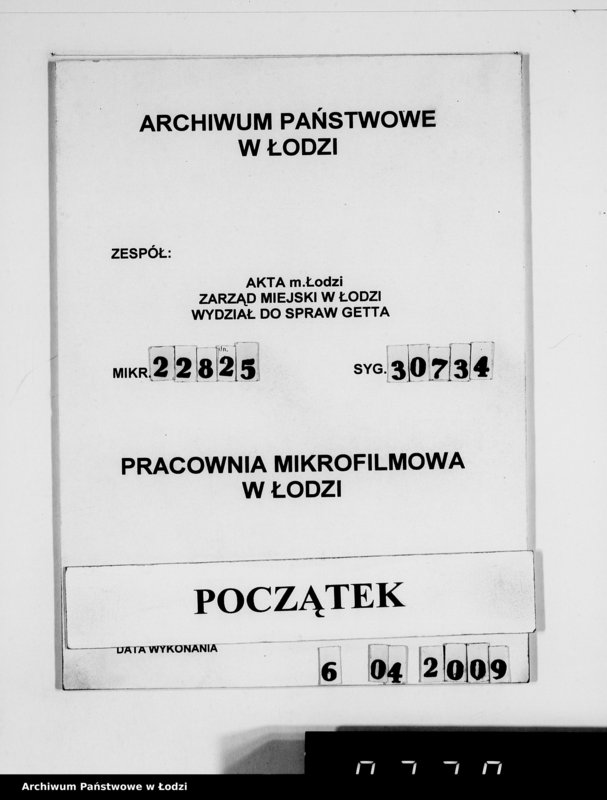 ARCHIWUM PAŃSTWOWE
W ŁODZI
ZESPÓŁ:
AKTA m.Łodzi
ZARZĄD MIEJSKI W ŁODZI
WYDZIAŁ DO SPRAW GETTA
MIKR. 22825 SYG. 30734
PRACOWNIA MIKROFILMOWA
W ŁODZI
POCZĄTEK
DATA WYKONANIA
6 04 2009
Archiwum Państwowe w Łodzi